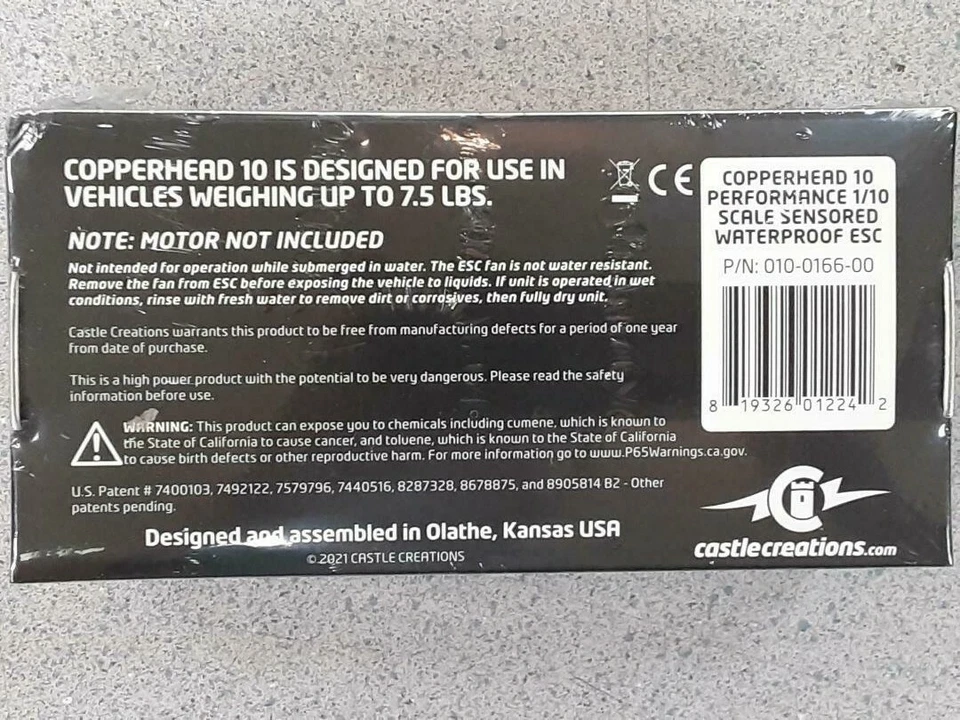 COPPERHEAD 10 IS DESIGNED FOR USE IN
VEHICLES WEIGHING UP TO 7.5 LBS.
NOTE: MOTOR NOT INCLUDED
Not intended for operation while submerged in water. The ESC fan is not water resistant.
Remove the fan from ESC before exposing the vehicle to liquids. If unit is operated in wet
conditions, rinse with fresh water to remove dirt or corrosives, then fully dry unit.
Castle Creations warrants this product to be free from manufacturing defects for a period of one year
from date of purchase.
This is a high power product with the potential to be very dangerous. Please read the safety
information before use.
WARNING: This product can expose you to chemicals including cumene, which is known to
the State of California to cause cancer, and toluene, which is known to the State of California
to cause birth defects or other reproductive harm. For more information go to www.P65Warnings.ca.gov.
U.S. Patent # 7400103, 7492122, 7579796, 7440516, 8287328, 8678875, and 8905814 B2 - Other
patents pending.
Designed and assembled in Olathe, Kansas USA
© 2021 CASTLE CREATIONS
CE
COPPERHEAD 10
PERFORMANCE 1/10
SCALE SENSORED
WATERPROOF ESC
P/N: 010-0166-00
8 19326 01224 2
castlecreations.com